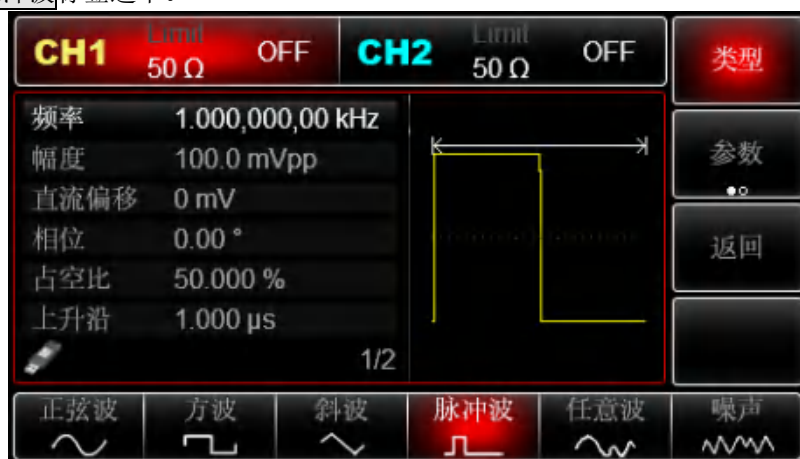 CH1 Limit 50 Ω OFF CH2 Limit 50 Ω OFF
类型
频率 1.000,000,00 kHz
幅度 100.0 mVpp
参数
直流偏移 0 mV
相位 0.00 °
返回
占空比 50.000 %
上升沿 1.000 µs
1/2
正弦波 方波 斜波 脉冲波 任意波 噪声